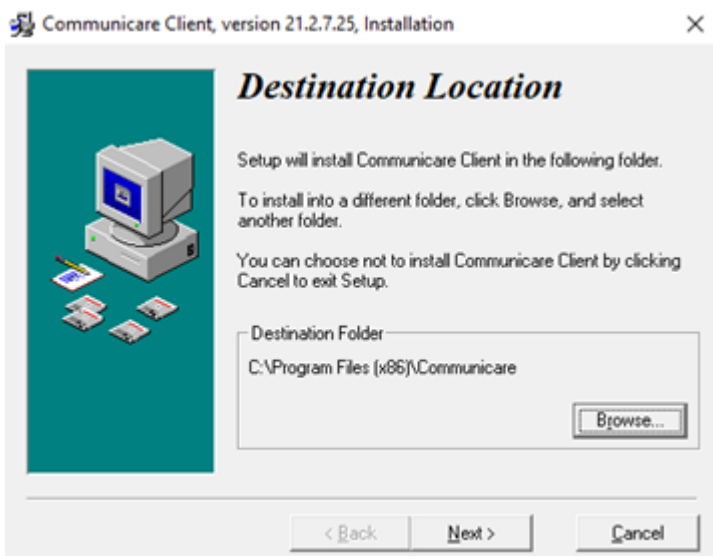 Communicare Client, version 21.2.7.25, Installation
Destination Location
Setup will install Communicare Client in the following folder.
To install into a different folder, click Browse, and select
another folder.
You can choose not to install Communicare Client by clicking
Cancel to exit Setup.
Destination Folder
C:\Program Files (x86)\Communicare
Browse...
< Back
Next >
Cancel